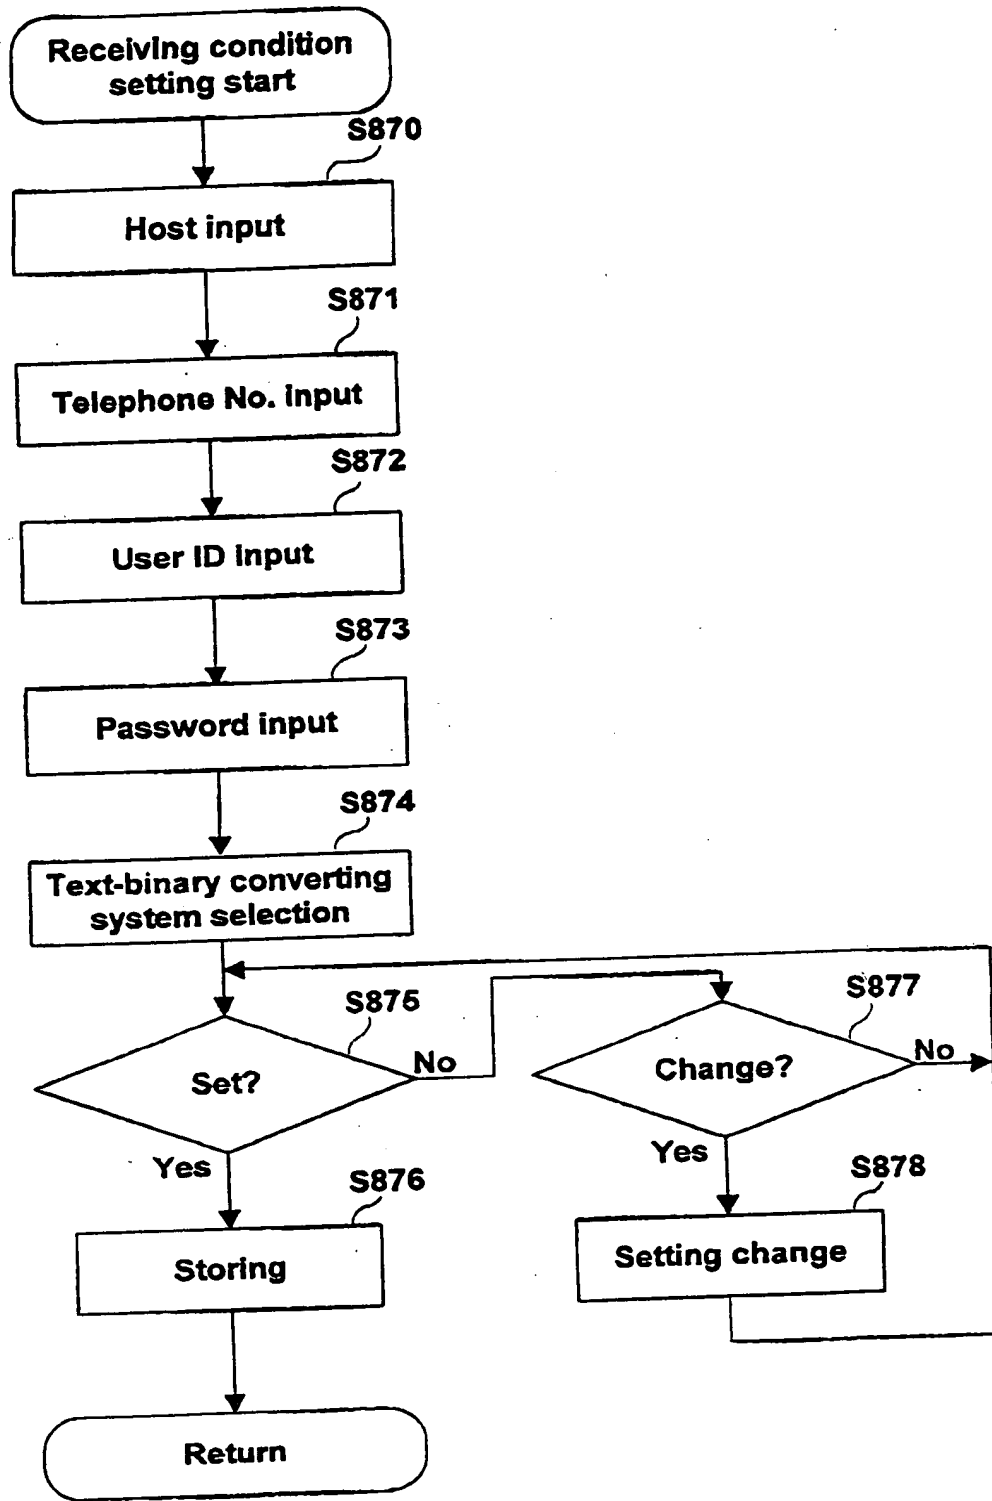 Receiving condition
setting start
S870
Host input
S871
Telephone No. input
S872
User ID input
S873
Password input
S874
Text-binary converting
system selection
S875
Set?
No
Yes
S877
Change?
No
Yes
S876
Storing
S878
Setting change
Return